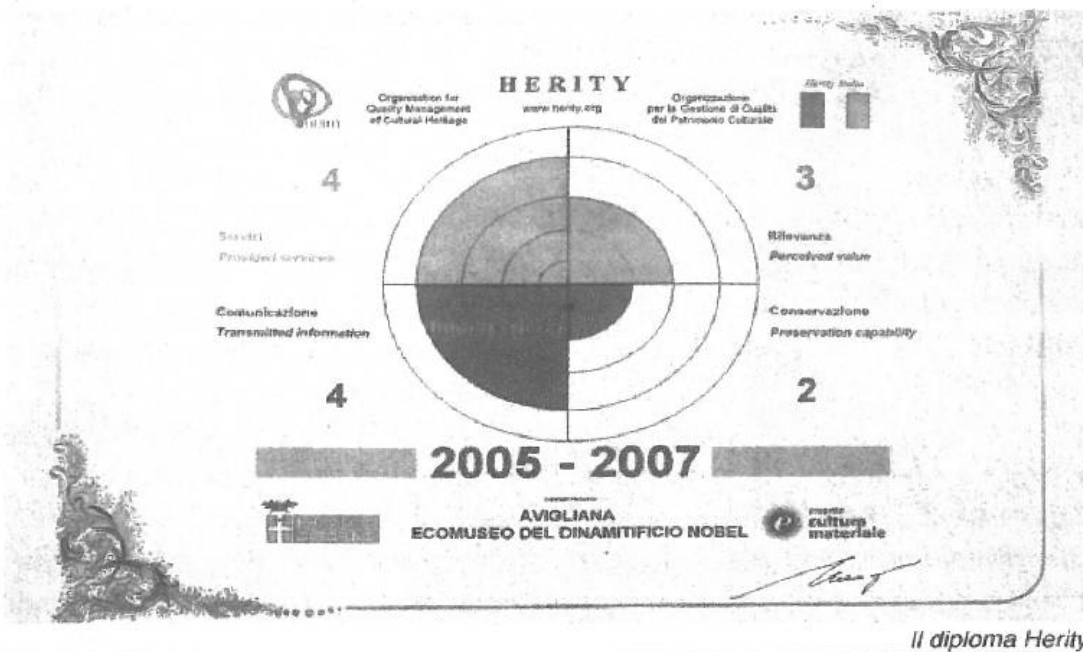 HERITY
www.herity.org
Organisation for
Quality Management
of Cultural Heritage
Organizzazione
per la Gestione di Qualità
del Patrimonio Culturale
Herity Italia
4
3
Servizi
Provided services
Rilevanza
Perceived value
Comunicazione
Transmitted information
Conservazione
Preservation capability
4
2
2005 - 2007
AVIGLIANA
ECOMUSEO DEL DINAMITIFICIO NOBEL
cultura
materiale
Il diploma Herity